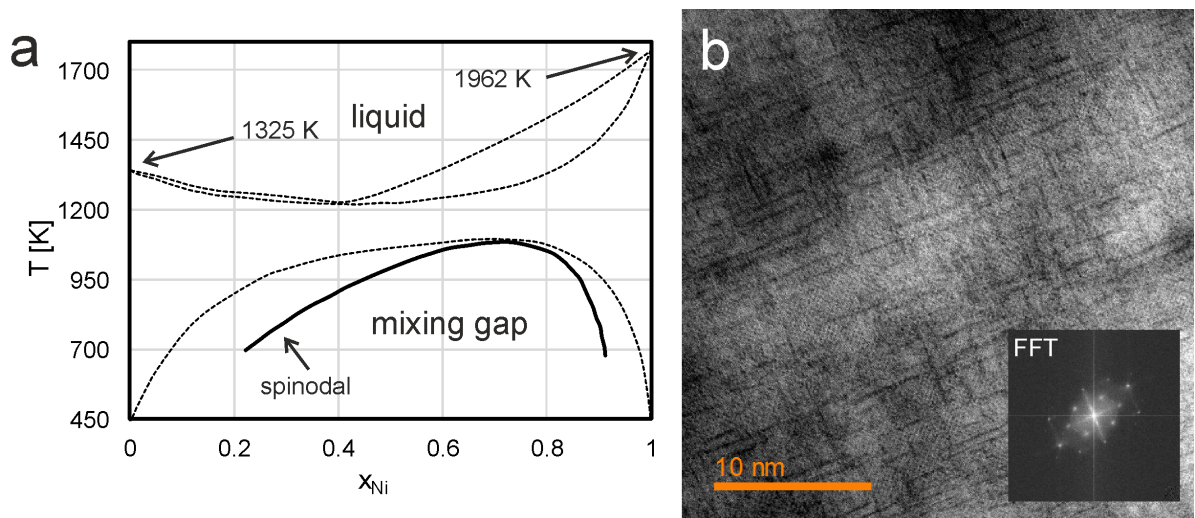 a
1700
1450
1200
950
700
450
T [K]
1962 K
liquid
1325 K
mixing gap
spinodal
0
0.2
0.4
0.6
0.8
1
xNi
b
FFT
10 nm